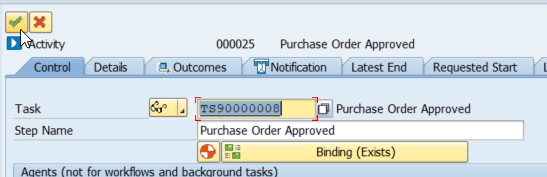 Activity 000025 Purchase Order Approved
Control Details Outcomes Notification Latest End Requested Start L
Task TS90000008 Purchase Order Approved
Step Name Purchase Order Approved
Binding (Exists)
Agents (not for workflows and background tasks)